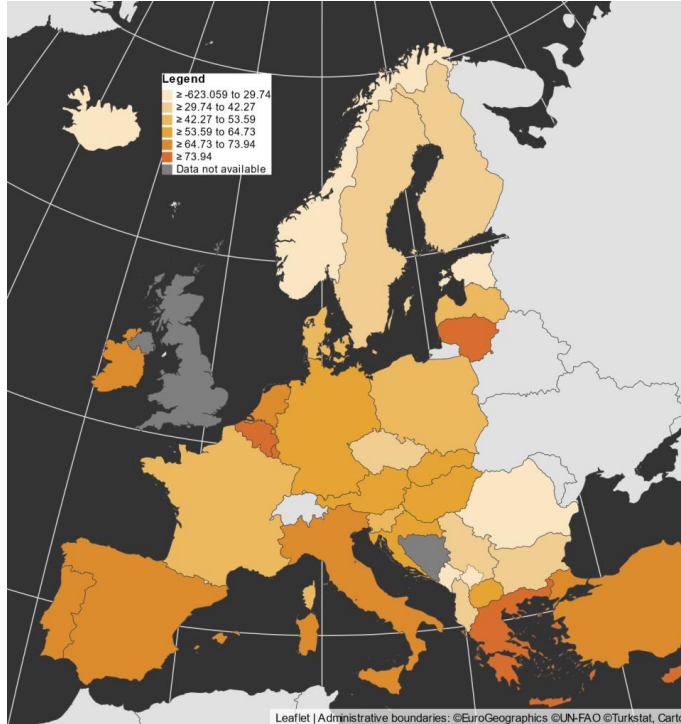 Legend
≥ -623.059 to 29.74
≥ 29.74 to 42.27
≥ 42.27 to 53.59
≥ 53.59 to 64.73
≥ 64.73 to 73.94
≥ 73.94
Data not available
Leaflet | Administrative boundaries: ©EuroGeographics ©UN-FAO ©Turkstat, Carto